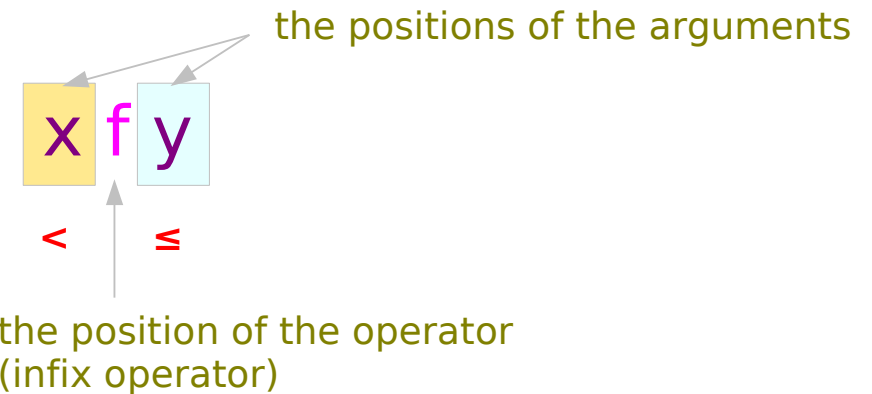 the positions of the arguments
x f y
< ≤
the position of the operator
(infix operator)